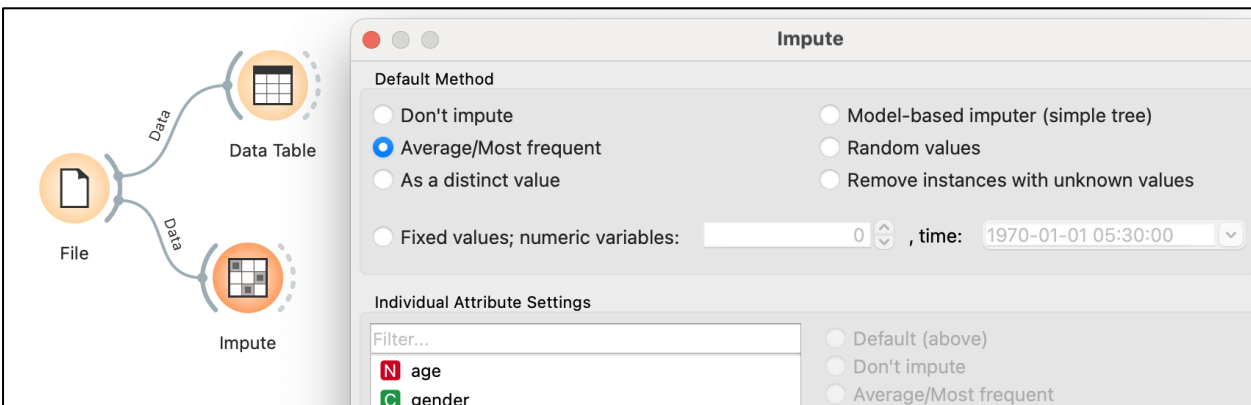 Data
Data Table
File
Data
Impute
Impute
Default Method
Don't impute
Model-based imputer (simple tree)
Average/Most frequent
Random values
As a distinct value
Remove instances with unknown values
Fixed values; numeric variables: 0 , time: 1970-01-01 05:30:00
Individual Attribute Settings
Filter...
Default (above)
N age
Don't impute
C gender
Average/Most frequent